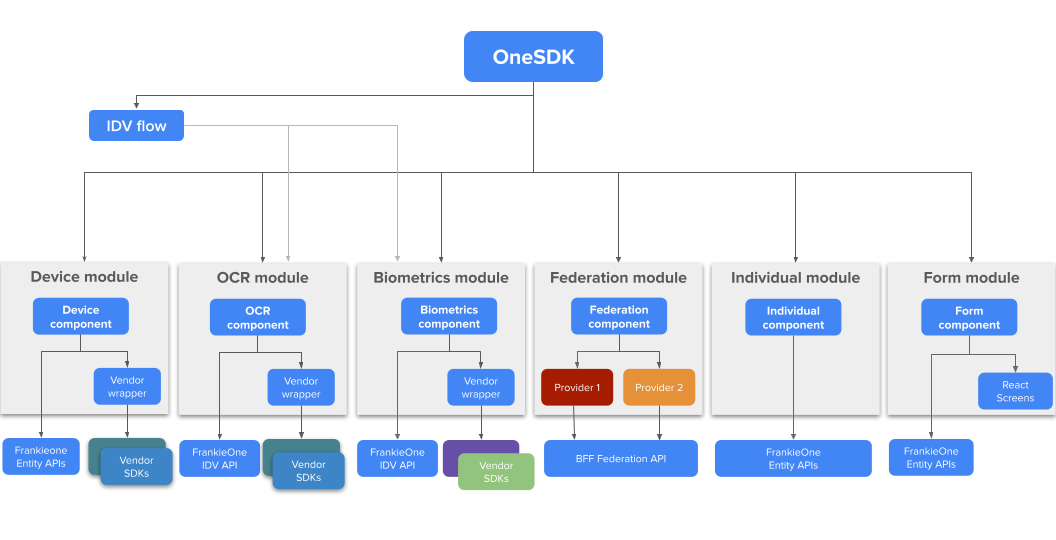 OneSDK
IDV flow
Device module
OCR module
Biometrics module
Federation module
Individual module
Form module
Device
component
OCR
component
Biometrics
component
Federation
component
Individual
component
Form
component
Vendor
wrapper
Vendor
wrapper
Vendor
wrapper
Provider 1
Provider 2
React
Screens
Frankieone
Entity APIs
Vendor
SDKs
FrankieOne
IDV API
Vendor
SDKs
FrankieOne
IDV API
Vendor
SDKs
BFF Federation API
FrankieOne
Entity APIs
FrankieOne
Entity APIs